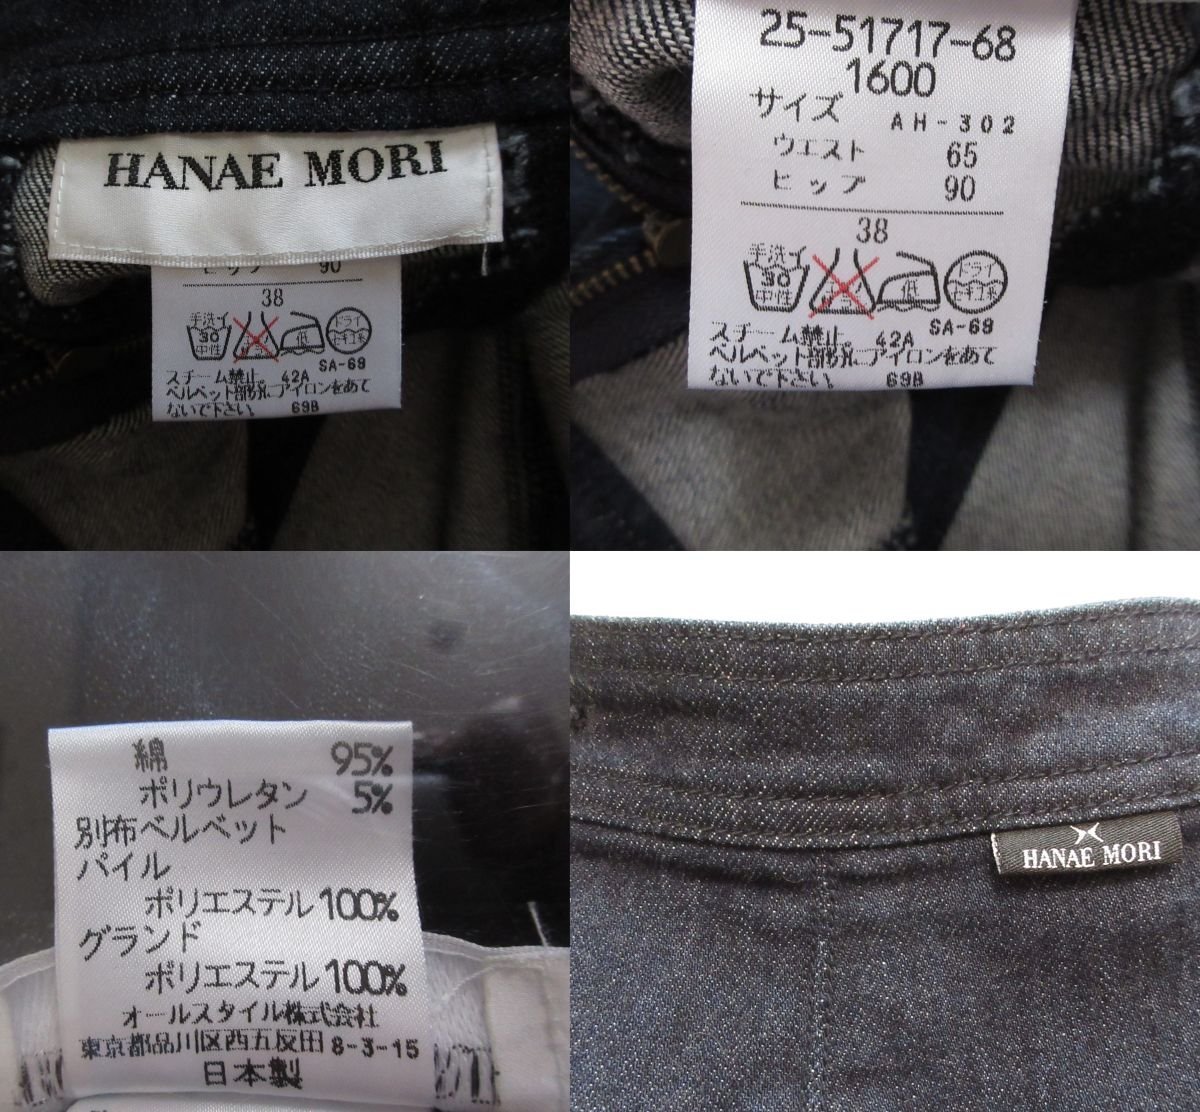 HANAE MORI
ヒップ 90
38
手洗イ
30
中性
低
ドライ
セキユ系
SA-69
スチーム禁止。 42A
ベルベット部分にアイロンをあて
ないで下さい。 69B
25-51717-68
1600
サイズ AH-302
ウエスト 65
ヒップ 90
38
手洗イ
30
中性
低
ドライ
セキユ系
SA-69
スチーム禁止。 42A
ベルベット部分にアイロンをあて
ないで下さい。 69B
綿 95%
ポリウレタン 5%
別布ベルベット
パイル
ポリエステル100%
グランド
ポリエステル100%
オールスタイル株式会社
東京都品川区西五反田 8-3-15
日本製
HANAE MORI